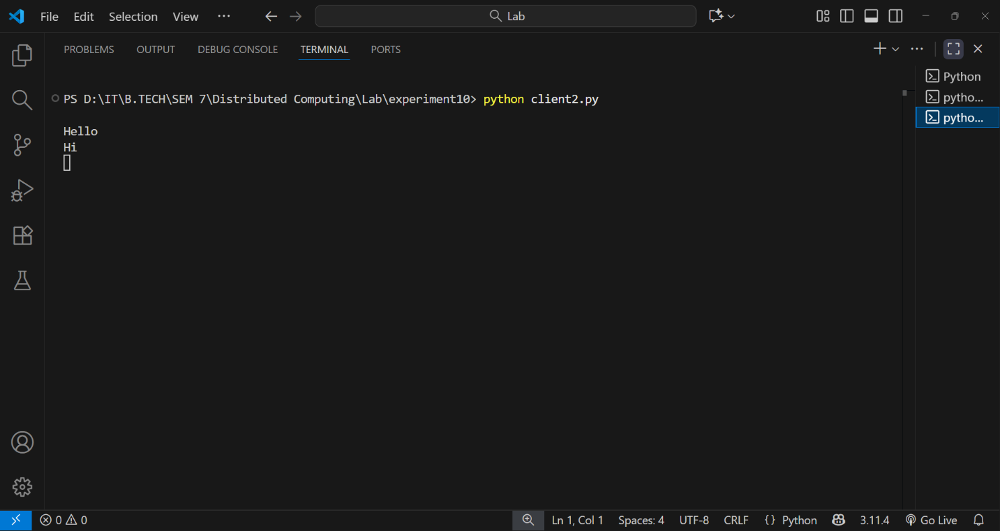 File Edit Selection View ··· Lab
PROBLEMS OUTPUT DEBUG CONSOLE TERMINAL PORTS
Python
PS D:\IT\B.TECH\SEM 7\Distributed Computing\Lab\experiment10> python client2.py
pytho...
pytho...
Hello
Hi
0 0 Ln 1, Col 1 Spaces: 4 UTF-8 CRLF {} Python 3.11.4 Go Live